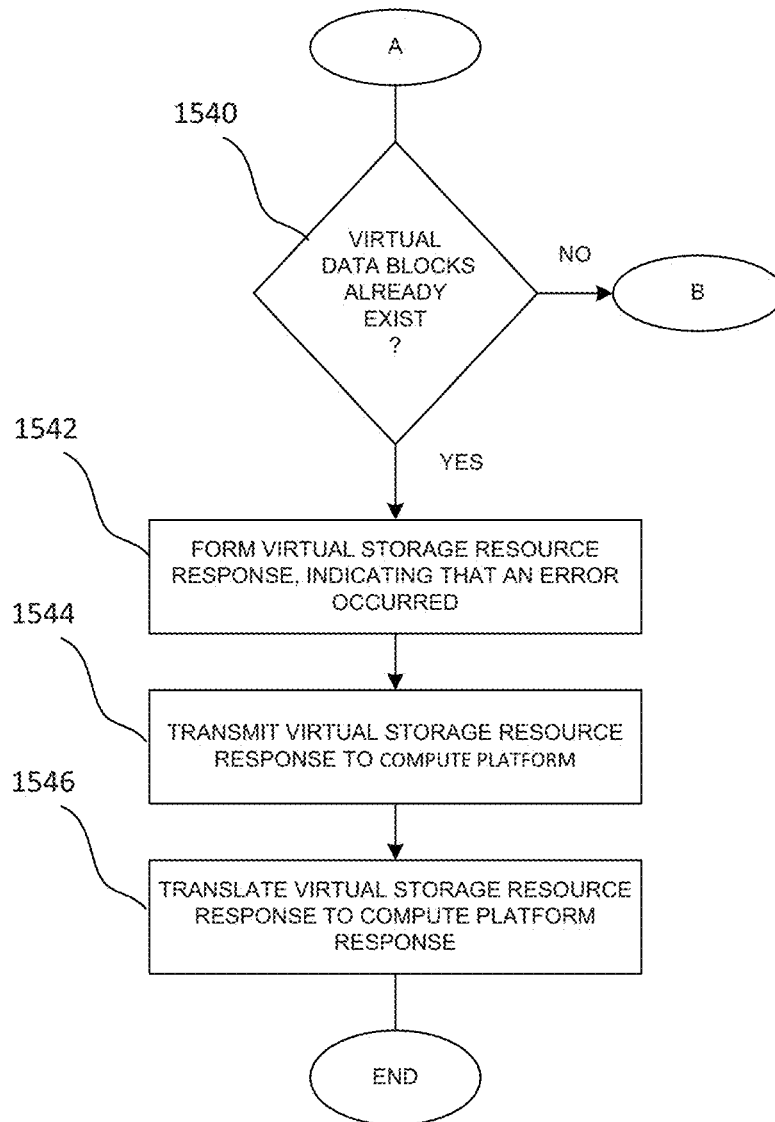 A
1540
VIRTUAL
DATA BLOCKS
ALREADY
EXIST
?
NO
B
YES
1542
FORM VIRTUAL STORAGE RESOURCE
RESPONSE, INDICATING THAT AN ERROR
OCCURRED
1544
TRANSMIT VIRTUAL STORAGE RESOURCE
RESPONSE TO COMPUTE PLATFORM
1546
TRANSLATE VIRTUAL STORAGE RESOURCE
RESPONSE TO COMPUTE PLATFORM
RESPONSE
END